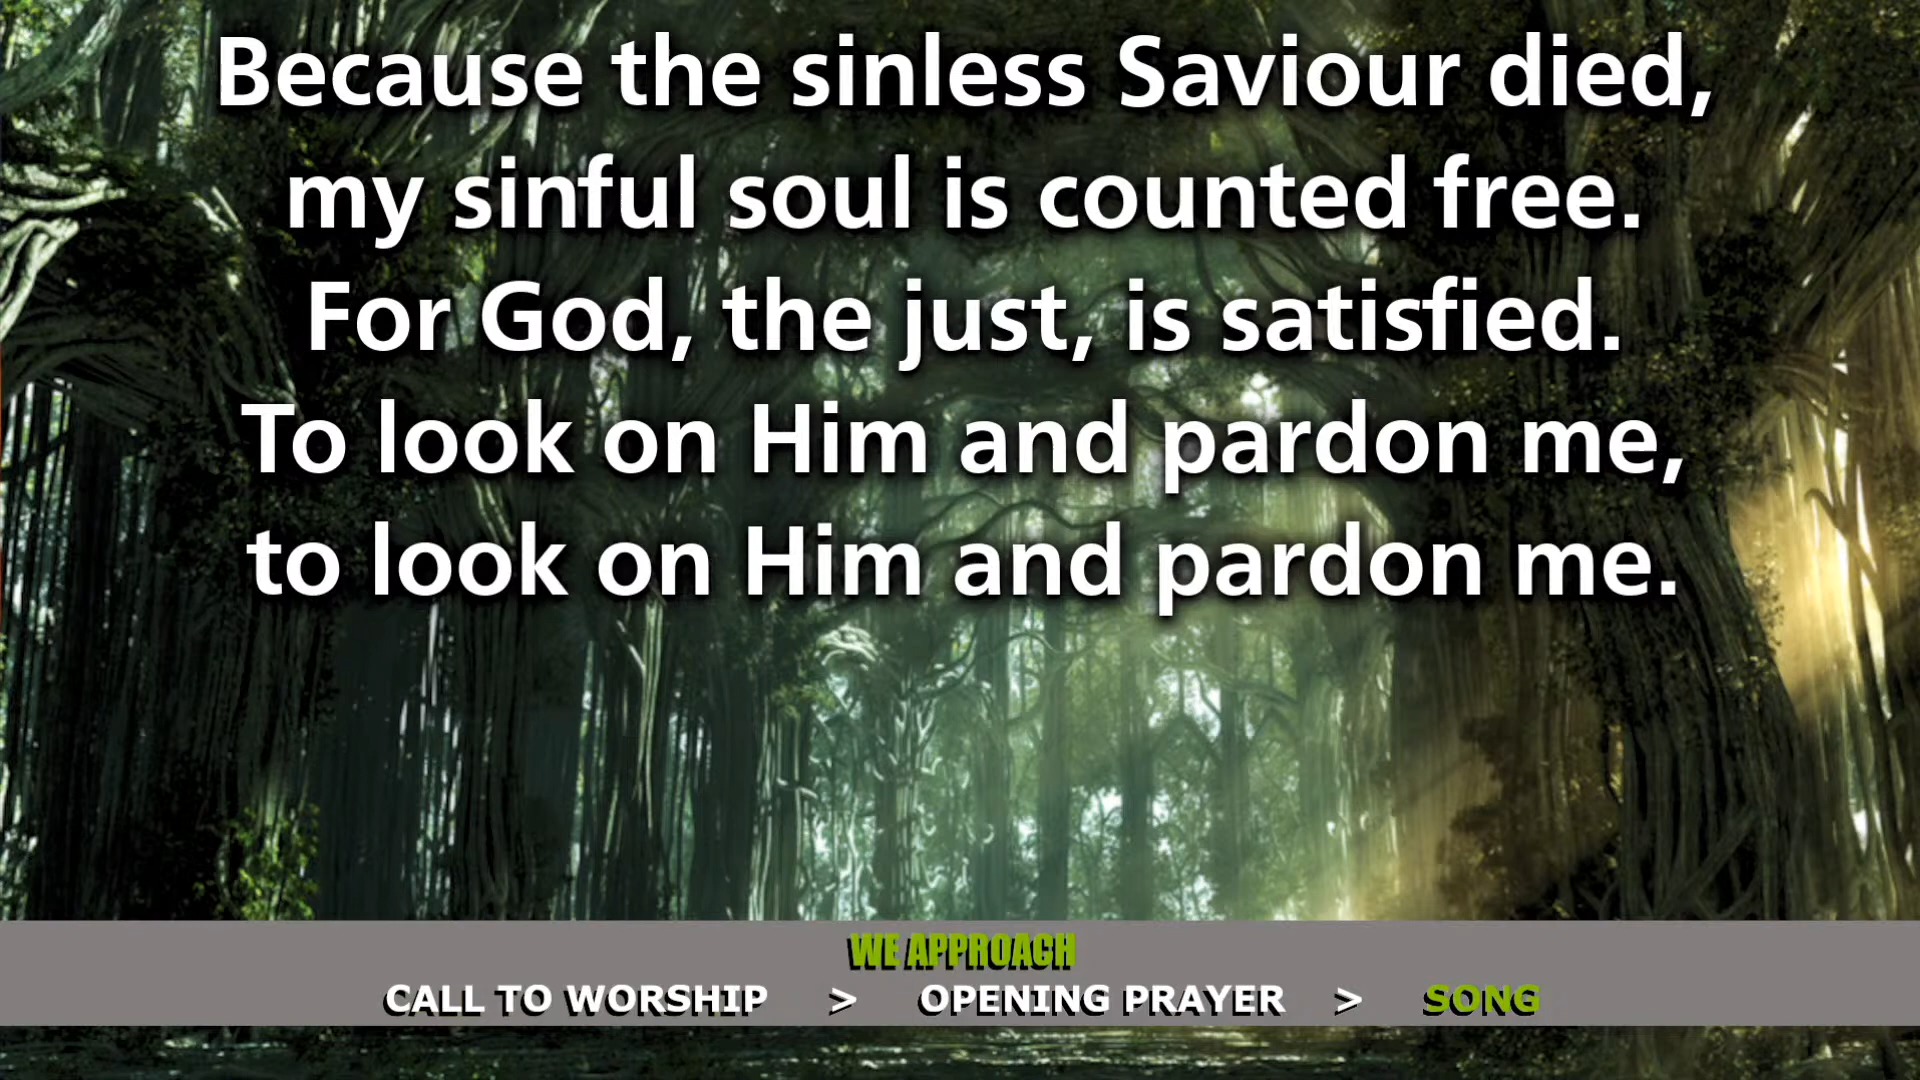 Because the sinless Saviour died,
my sinful soul is counted free.
For God, the just, is satisfied.
To look on Him and pardon me,
to look on Him and pardon me.
WE APPROACH
CALL TO WORSHIP > OPENING PRAYER > SONG